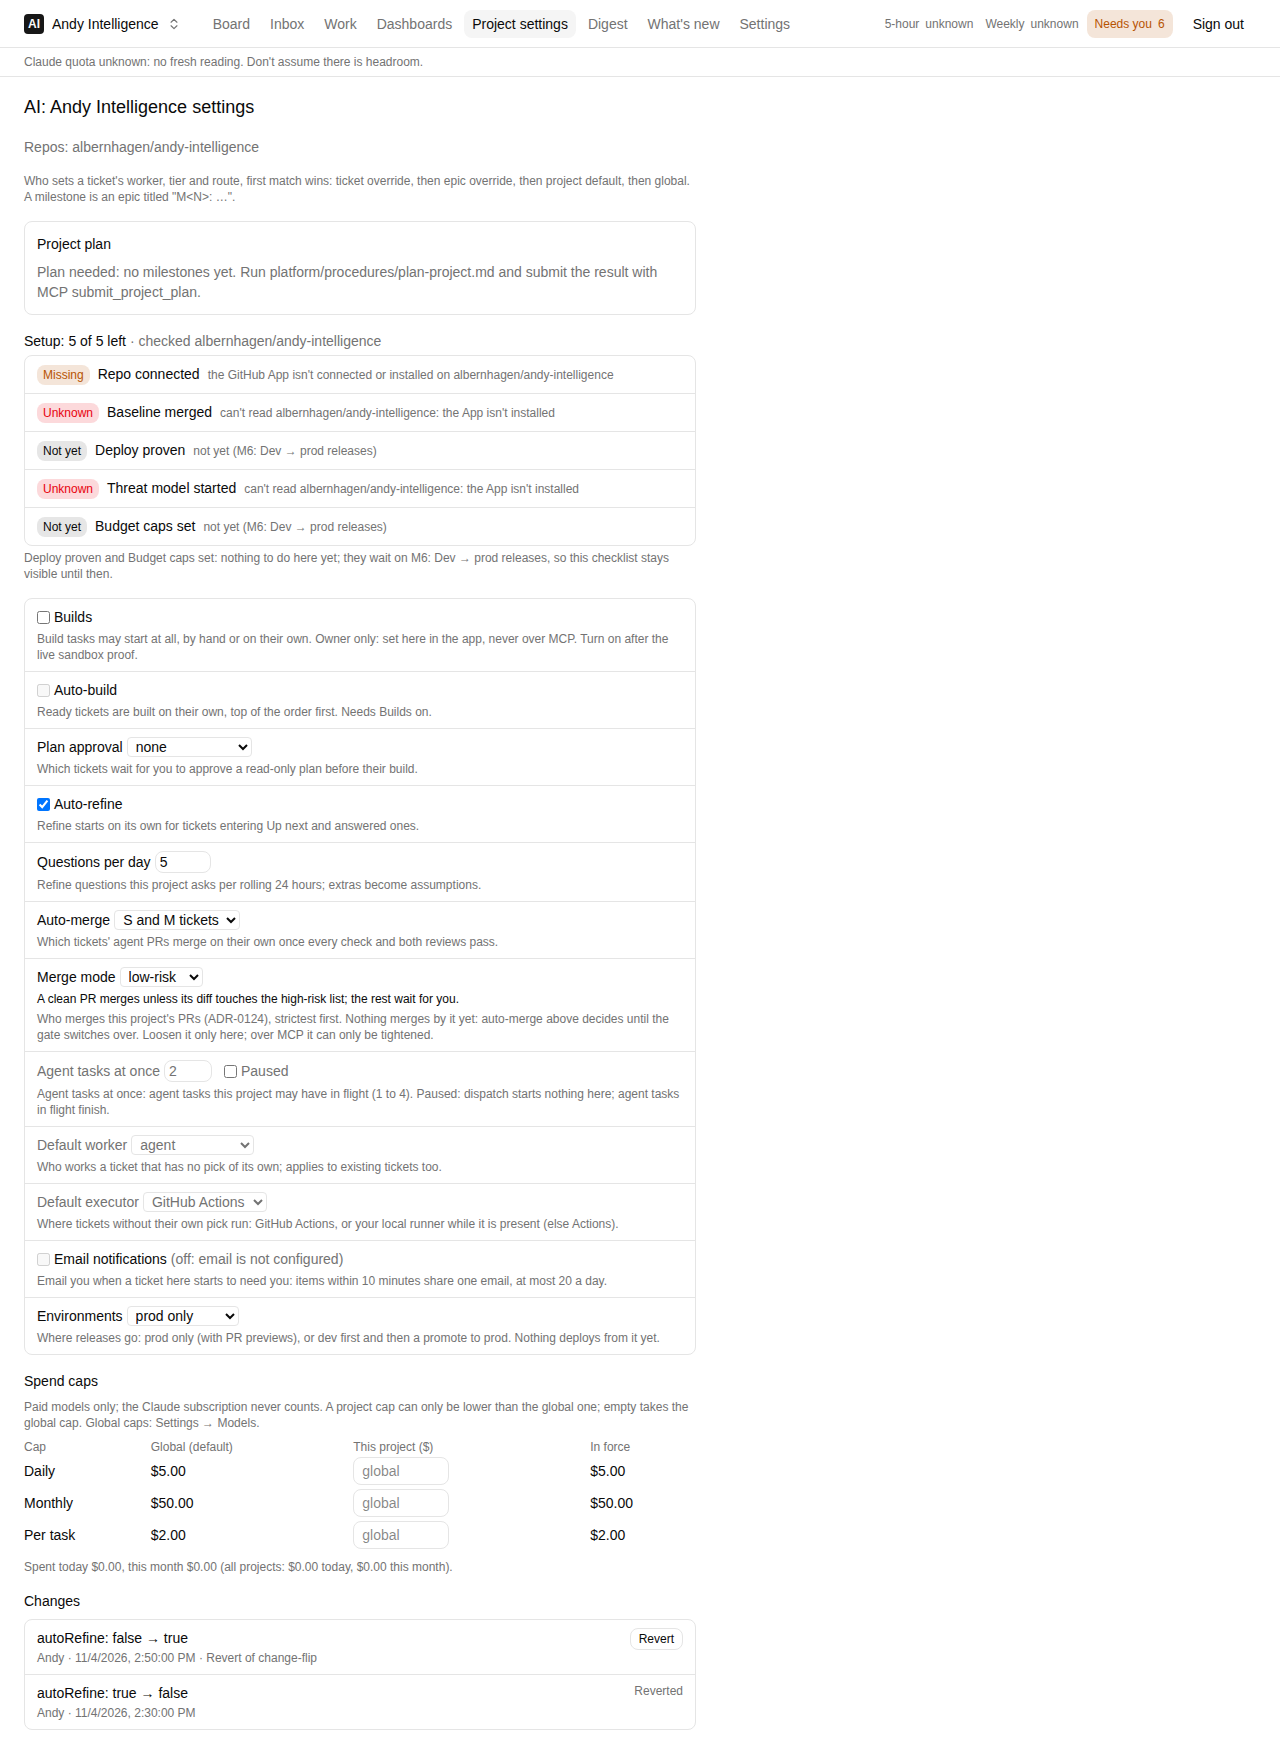 AI Andy Intelligence Board Inbox Work Dashboards Project settings Digest What's new Settings 5-hour unknown Weekly unknown Needs you 6 Sign out
Claude quota unknown: no fresh reading. Don't assume there is headroom.
AI: Andy Intelligence settings
Repos: albernhagen/andy-intelligence
Who sets a ticket's worker, tier and route, first match wins: ticket override, then epic override, then project default, then global.
A milestone is an epic titled "M<N>: …".
Project plan
Plan needed: no milestones yet. Run platform/procedures/plan-project.md and submit the result with
MCP submit_project_plan.
Setup: 5 of 5 left · checked albernhagen/andy-intelligence
Missing Repo connected the GitHub App isn't connected or installed on albernhagen/andy-intelligence
Unknown Baseline merged can't read albernhagen/andy-intelligence: the App isn't installed
Not yet Deploy proven not yet (M6: Dev → prod releases)
Unknown Threat model started can't read albernhagen/andy-intelligence: the App isn't installed
Not yet Budget caps set not yet (M6: Dev → prod releases)
Deploy proven and Budget caps set: nothing to do here yet; they wait on M6: Dev → prod releases, so this checklist stays
visible until then.
Builds
Build tasks may start at all, by hand or on their own. Owner only: set here in the app, never over MCP. Turn on after the
live sandbox proof.
Auto-build
Ready tickets are built on their own, top of the order first. Needs Builds on.
Plan approval none
Which tickets wait for you to approve a read-only plan before their build.
Auto-refine
Refine starts on its own for tickets entering Up next and answered ones.
Questions per day 5
Refine questions this project asks per rolling 24 hours; extras become assumptions.
Auto-merge S and M tickets
Which tickets' agent PRs merge on their own once every check and both reviews pass.
Merge mode low-risk
A clean PR merges unless its diff touches the high-risk list; the rest wait for you.
Who merges this project's PRs (ADR-0124), strictest first. Nothing merges by it yet: auto-merge above decides until the
gate switches over. Loosen it only here; over MCP it can only be tightened.
Agent tasks at once 2 Paused
Agent tasks at once: agent tasks this project may have in flight (1 to 4). Paused: dispatch starts nothing here; agent tasks
in flight finish.
Default worker agent
Who works a ticket that has no pick of its own; applies to existing tickets too.
Default executor GitHub Actions
Where tickets without their own pick run: GitHub Actions, or your local runner while it is present (else Actions).
Email notifications (off: email is not configured)
Email you when a ticket here starts to need you: items within 10 minutes share one email, at most 20 a day.
Environments prod only
Where releases go: prod only (with PR previews), or dev first and then a promote to prod. Nothing deploys from it yet.
Spend caps
Paid models only; the Claude subscription never counts. A project cap can only be lower than the global one; empty takes the
global cap. Global caps: Settings → Models.
Cap Global (default) This project ($) In force
Daily $5.00 global $5.00
Monthly $50.00 global $50.00
Per task $2.00 global $2.00
Spent today $0.00, this month $0.00 (all projects: $0.00 today, $0.00 this month).
Changes
autoRefine: false → true Revert
Andy · 11/4/2026, 2:50:00 PM · Revert of change-flip
autoRefine: true → false Reverted
Andy · 11/4/2026, 2:30:00 PM